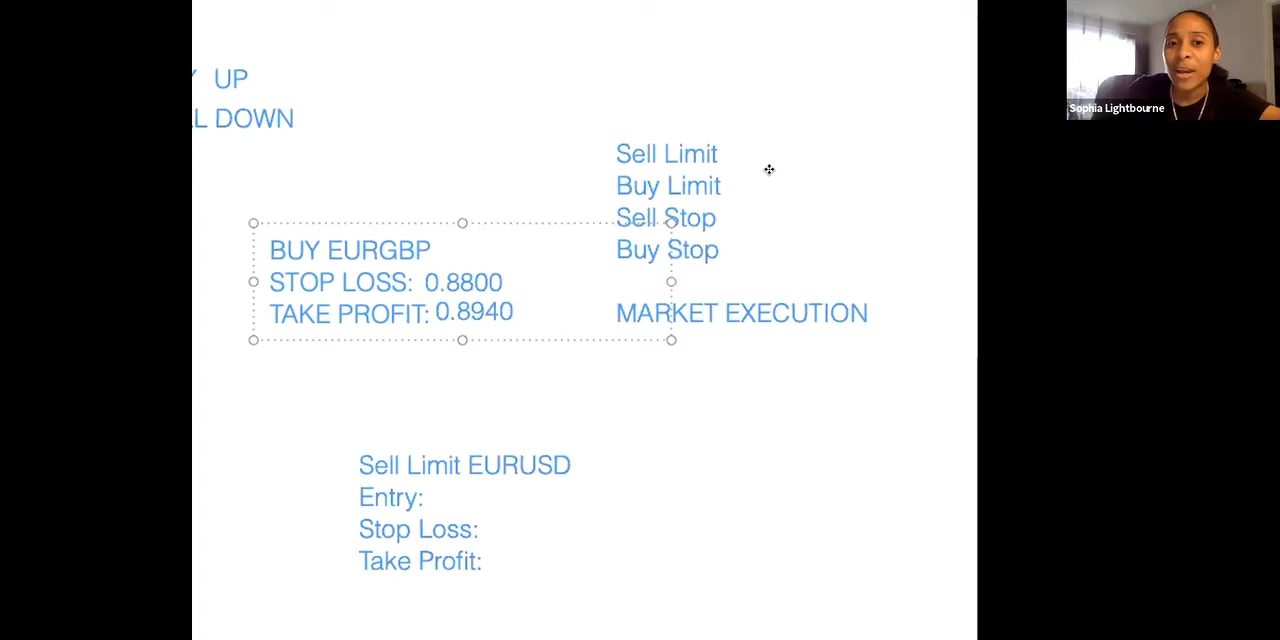 UP
DOWN
Sell Limit
Buy Limit
Sell Stop
Buy Stop
BUY EURGBP
STOP LOSS: 0.8800
TAKE PROFIT: 0.8940
MARKET EXECUTION
Sell Limit EURUSD
Entry:
Stop Loss:
Take Profit:
Sophia Lightbourne